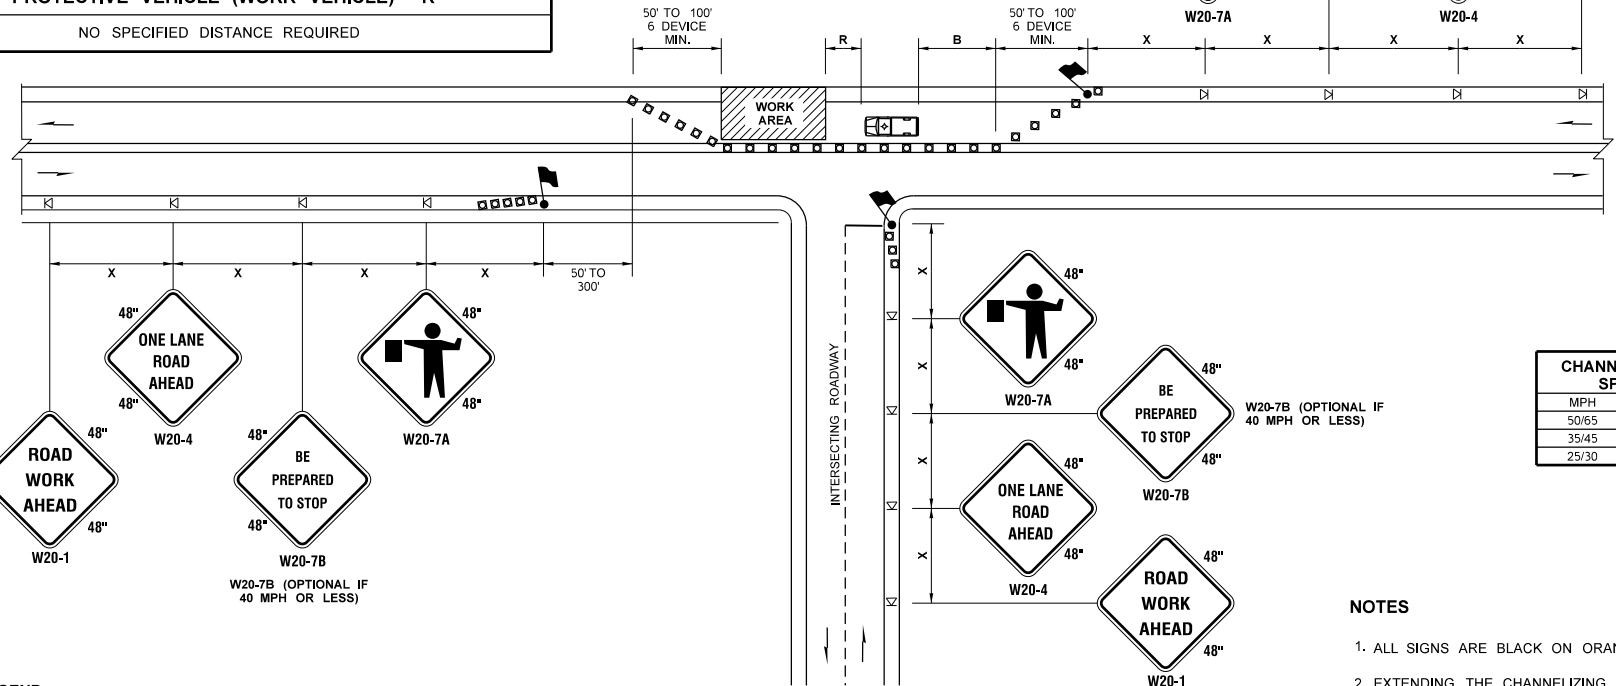 NO SPECIFIED DISTANCE REQUIRED
50' TO 100'
6 DEVICE
MIN.
R
B
50' TO 100'
6 DEVICE
MIN.
X
X
X
X
W20-7A
W20-4
WORK
AREA
X
X
X
X
50' TO
300'
48"
ONE LANE
ROAD
AHEAD
48"
W20-4
48"
48"
W20-7A
ROAD
WORK
AHEAD
48"
48"
W20-1
48"
BE
PREPARED
TO STOP
48"
W20-7B
W20-7B (OPTIONAL IF
40 MPH OR LESS)
INTERSECTING ROADWAY
X
X
X
X
48"
48"
W20-7A
48"
BE
PREPARED
TO STOP
48"
W20-7B
W20-7B (OPTIONAL IF
40 MPH OR LESS)
48"
ONE LANE
ROAD
AHEAD
48"
W20-4
48"
ROAD
WORK
AHEAD
48"
W20-1
MPH
50/65
35/45
25/30
NOTES
1. ALL SIGNS ARE BLACK ON
2. EXTENDING THE CHANNELIZING